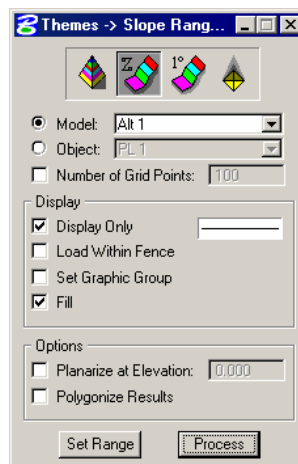 Themes -> Slope Rang...
Z 1°
Model: Alt 1
Object: PL 1
Number of Grid Points: 100
Display
Display Only
Load Within Fence
Set Graphic Group
Fill
Options
Planarize at Elevation: 0.000
Polygonize Results
Set Range Process